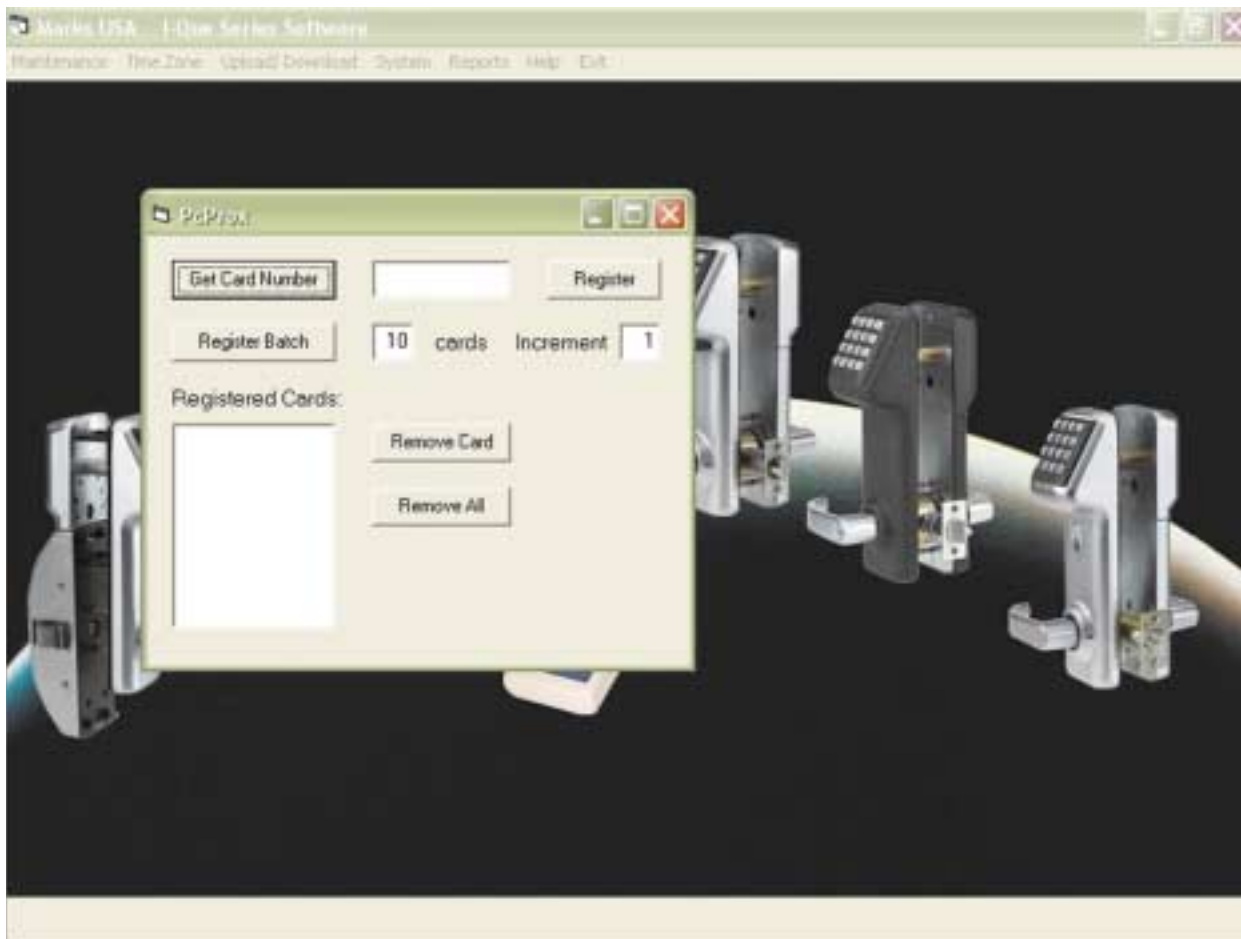 Marks USA I-Que Series Software
Maintenance Time Zone Upload/Download System Reports Help Exit
PcProx
Get Card Number Register
Register Batch 10 cards Increment 1
Registered Cards:
Remove Card
Remove All